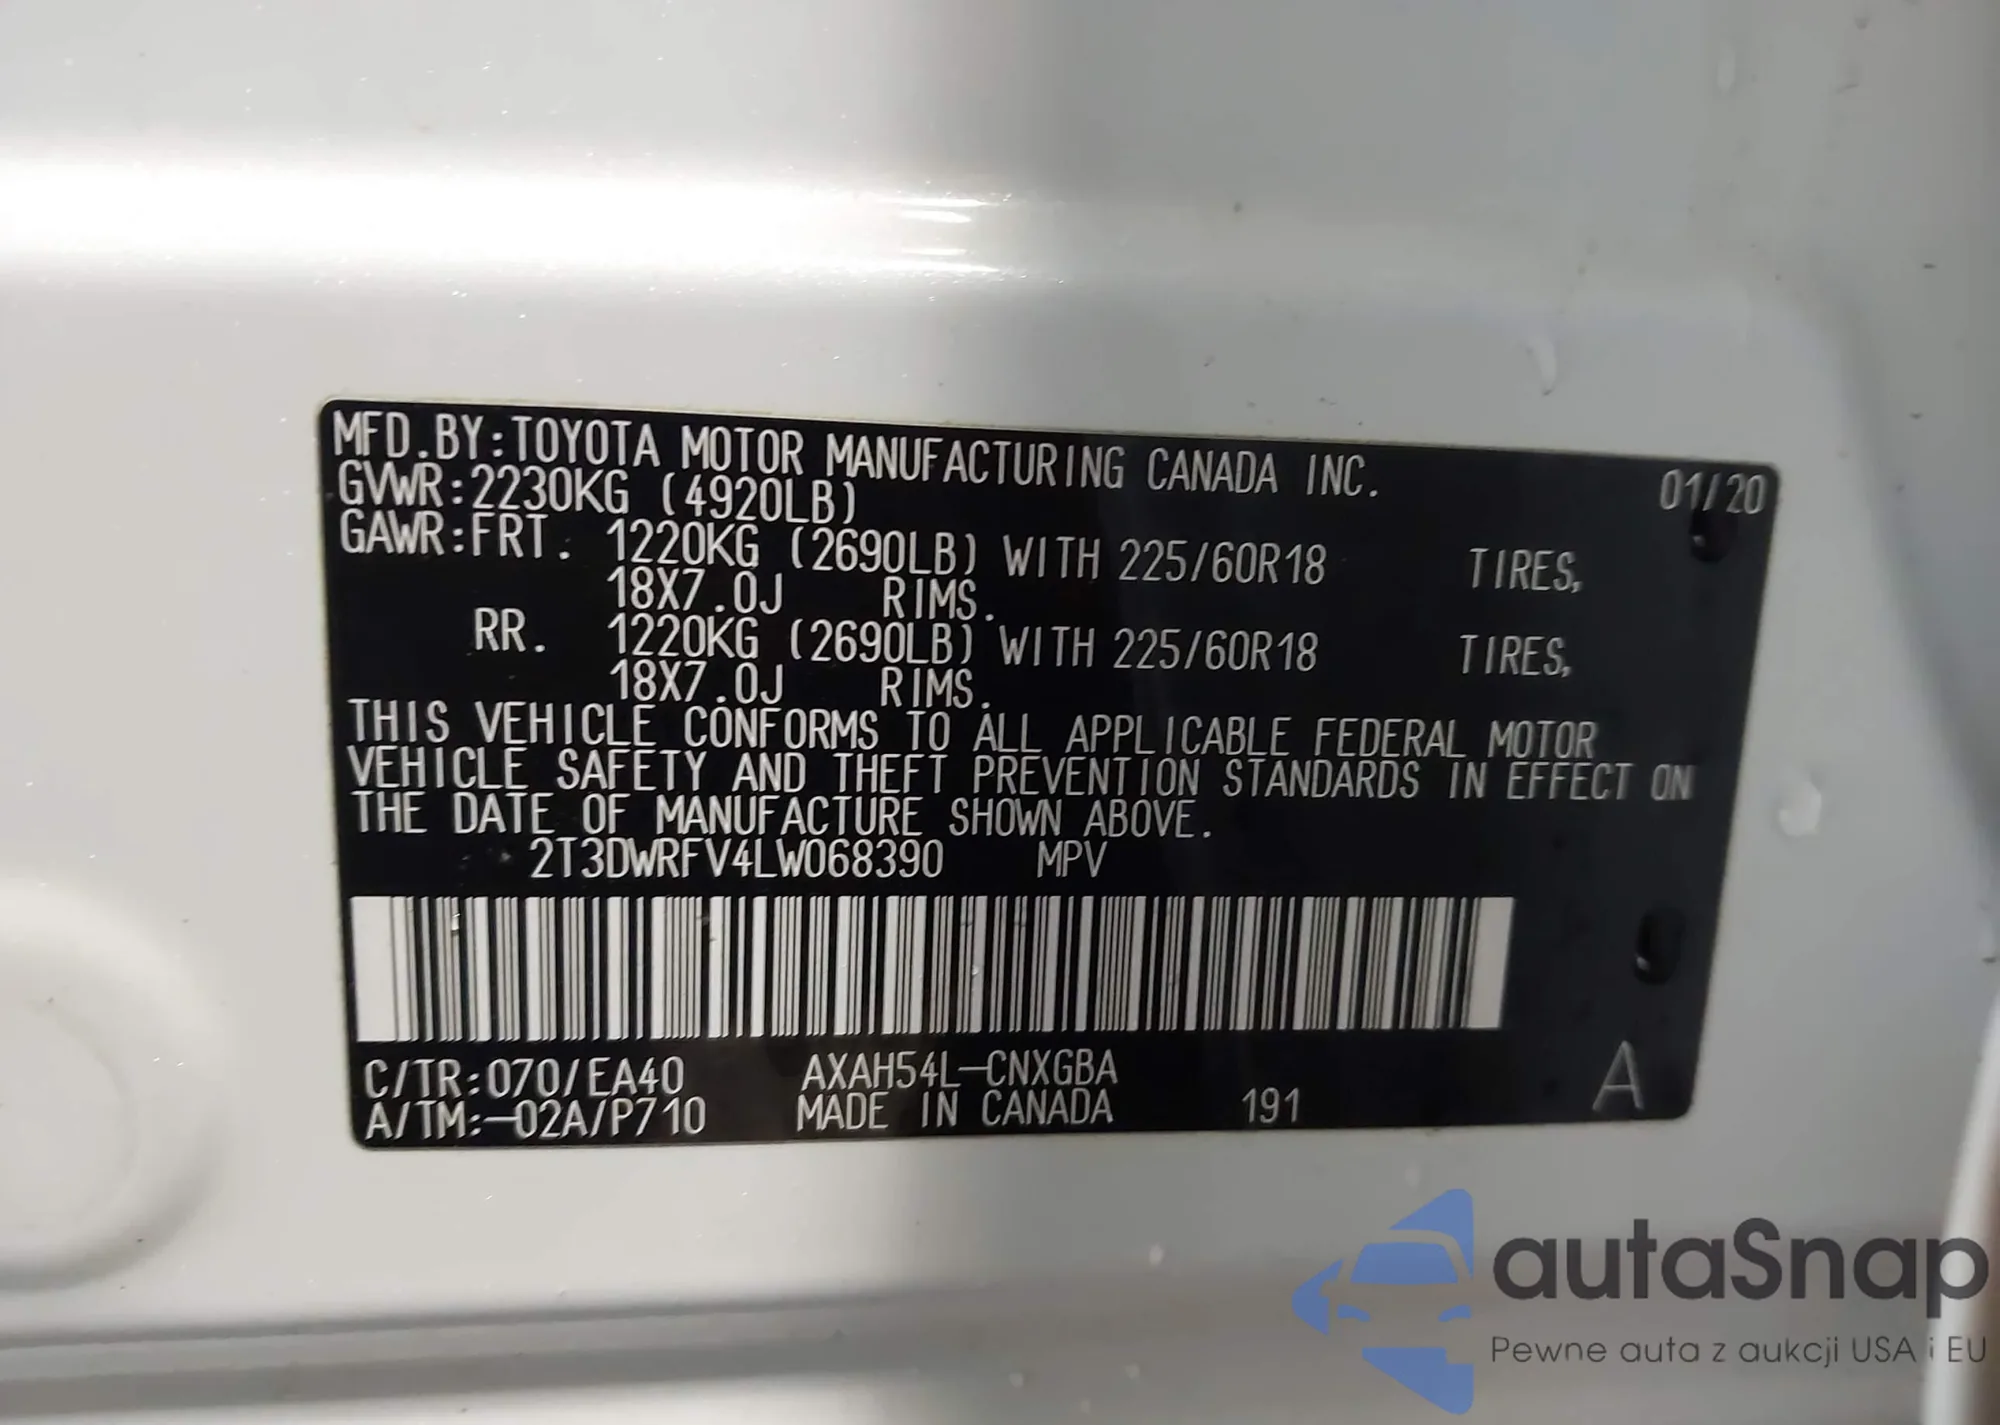 MFD.BY:TOYOTA MOTOR MANUFACTURING CANADA INC. 01/20
GVWR:2230KG (4920LB)
GAWR:FRT. 1220KG (2690LB) WITH 225/60R18 TIRES,
18X7.0J RIMS.
RR. 1220KG (2690LB) WITH 225/60R18 TIRES,
18X7.0J RIMS.
THIS VEHICLE CONFORMS TO ALL APPLICABLE FEDERAL MOTOR
VEHICLE SAFETY AND THEFT PREVENTION STANDARDS IN EFFECT ON
THE DATE OF MANUFACTURE SHOWN ABOVE.
2T3DWRFV4LW068390 MPV
C/TR:070/EA40 AXAH54L-CNXGBA A
A/TM:-02A/P710 MADE IN CANADA 191
autaSnap
Pewne auta z aukcji USA i EU